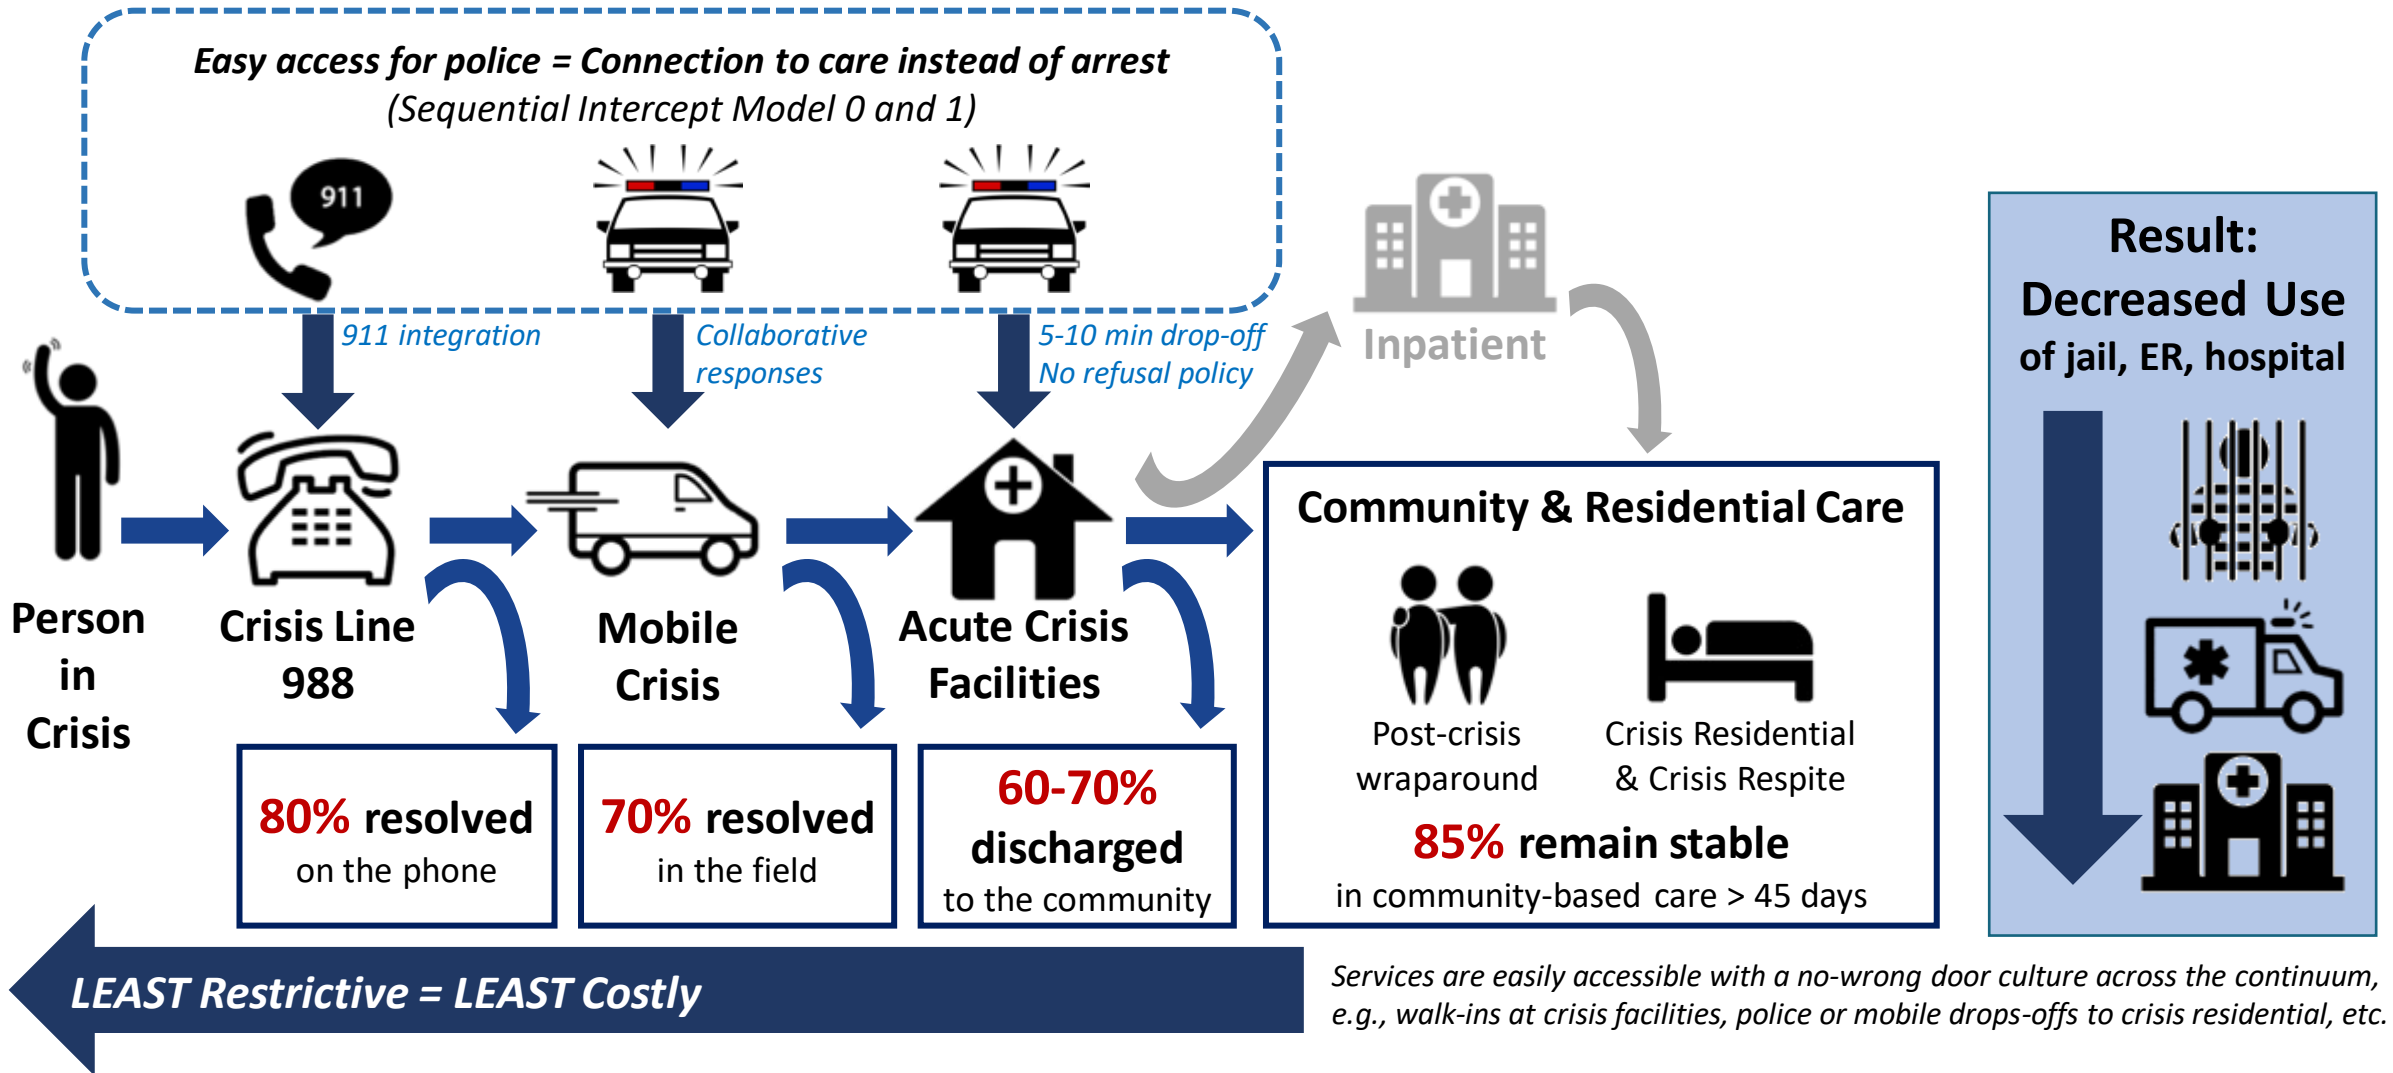 Easy access for police = Connection to care instead of arrest
(Sequential Intercept Model 0 and 1)
911
911 integration
Collaborative
responses
5-10 min drop-off
No refusal policy
Inpatient
Person
in
Crisis
Crisis Line
988
Mobile
Crisis
Acute Crisis
Facilities
80% resolved
on the phone
70% resolved
in the field
60-70%
discharged
to the community
Community & Residential Care
Post-crisis
wraparound
Crisis Residential
& Crisis Respite
85% remain stable
in community-based care > 45 days
Result:
Decreased Use
of jail, ER, hospital
LEAST Restrictive = LEAST Costly
Services are easily accessible with a no-wrong door culture across the continuum,
e.g., walk-ins at crisis facilities, police or mobile drops-offs to crisis residential, etc.